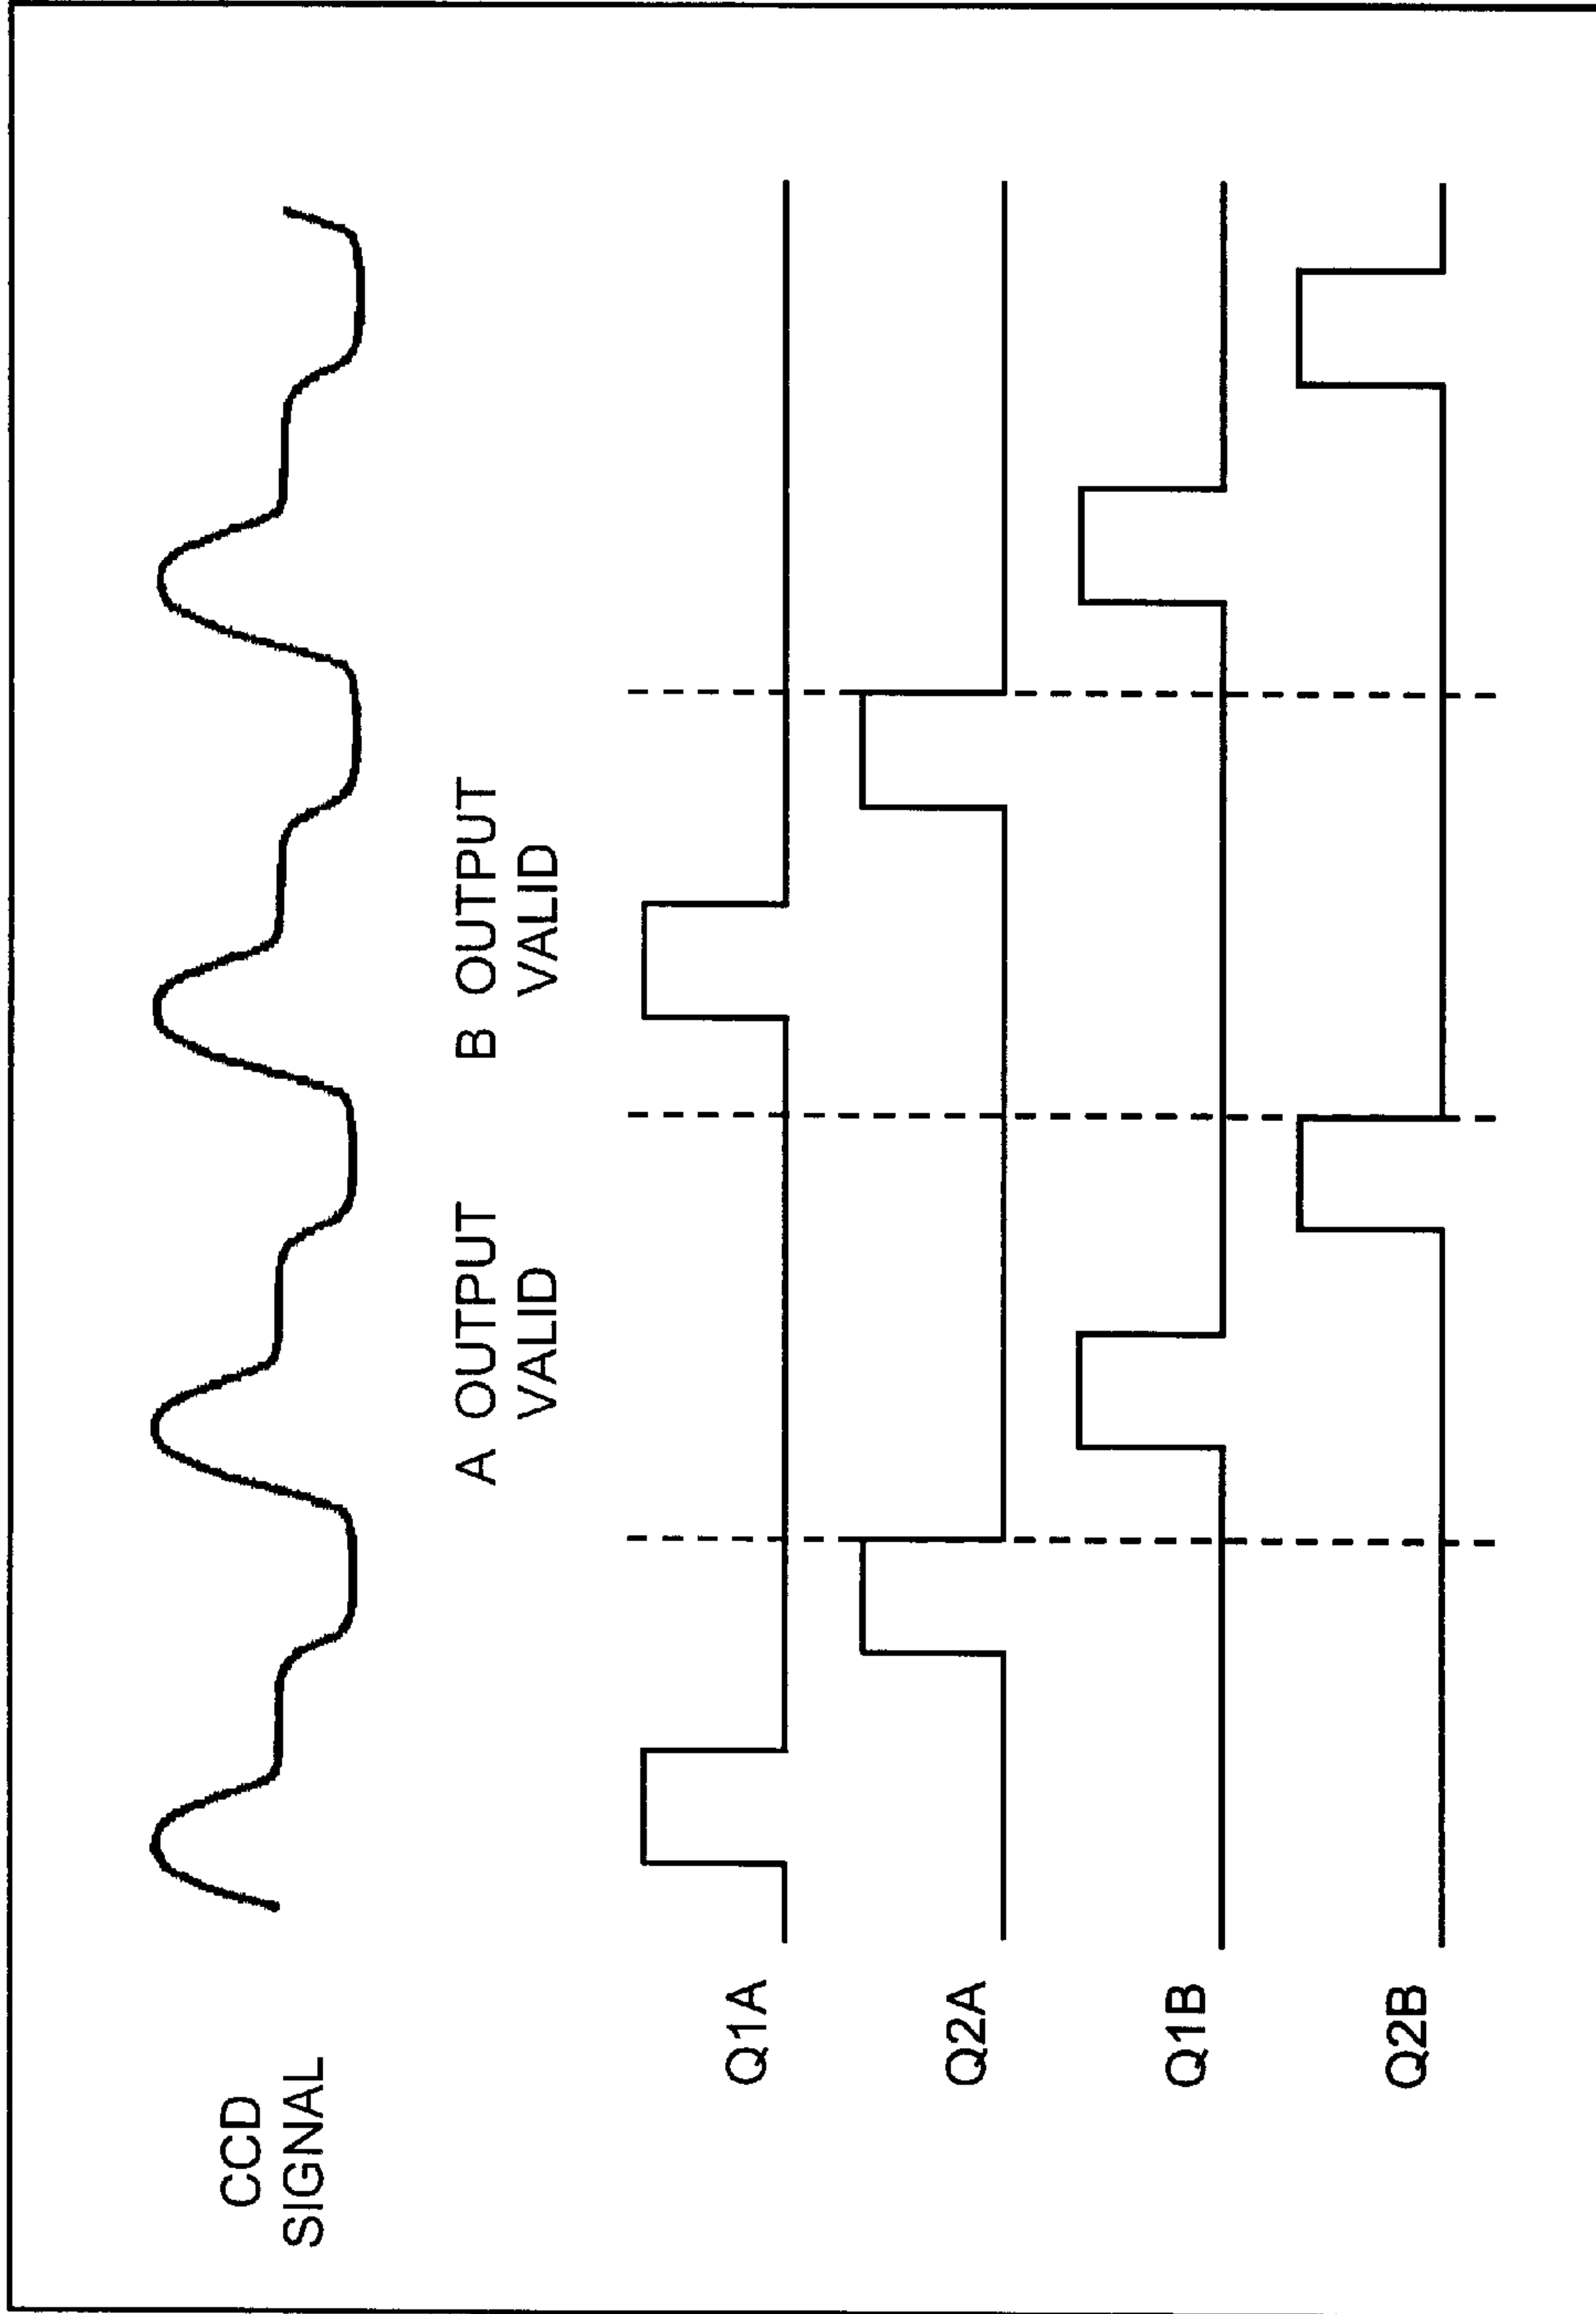 CCD
SIGNAL
A OUTPUT
VALID
B OUTPUT
VALID
Q1A
Q2A
Q1B
Q2B